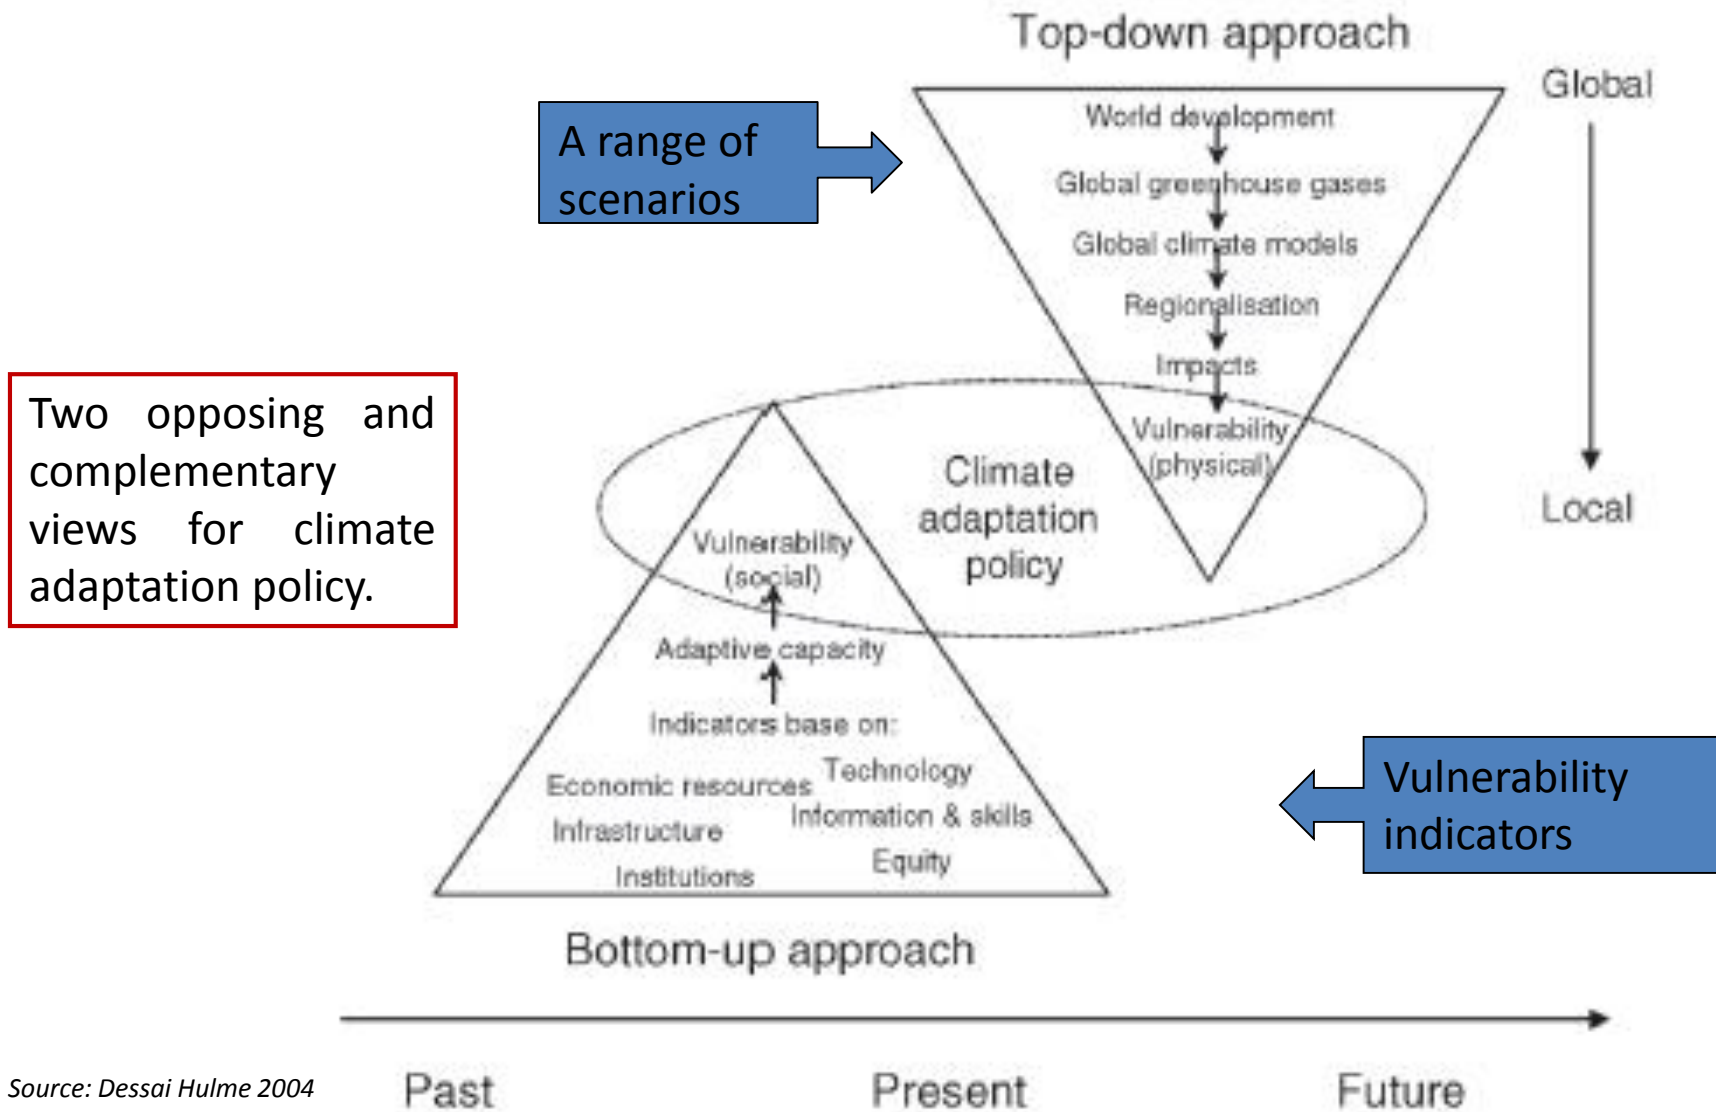 Top-down approach
Global
A range of
scenarios
World development
Global greenhouse gases
Global climate models
Regionalisation
Impacts
Vulnerability
(physical)
Local
Two opposing and
complementary
views for climate
adaptation policy.
Climate
adaptation
policy
Vulnerability
(social)
Adaptive capacity
Indicators base on:
Technology
Economic resources
Information & skills
Infrastructure
Equity
Institutions
Vulnerability
indicators
Bottom-up approach
Source: Dessai Hulme 2004
Past
Present
Future